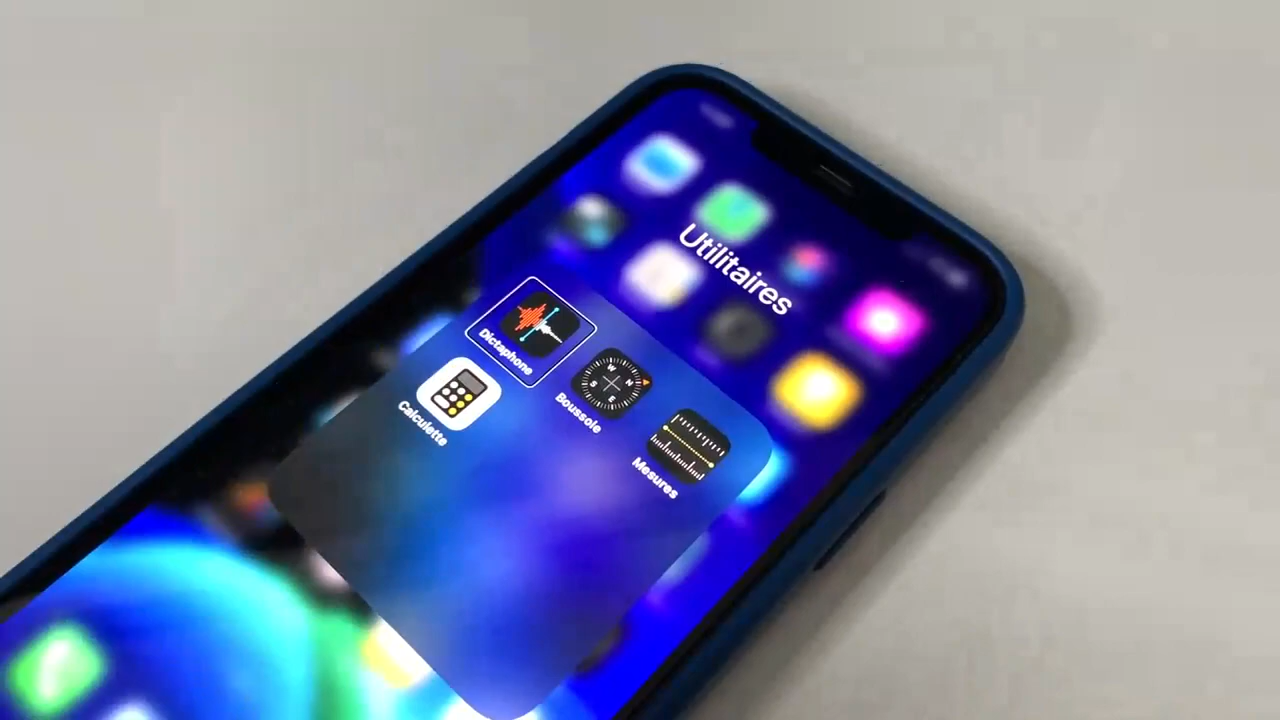 Utilitaires
Dictaphone
Boussole
Mesures
Calculette
W
N
S
E